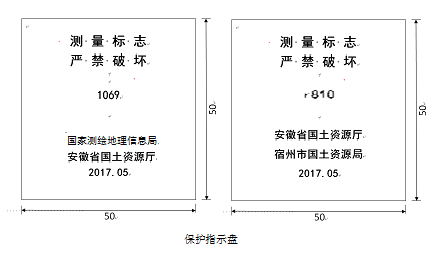 测量标志
严禁破坏
1069
国家测绘地理信息局
安徽省国土资源厅
2017.05
50
50
测量标志
严禁破坏
r810
安徽省国土资源厅
宿州市国土资源局
2017.05
50
50
保护指示盘